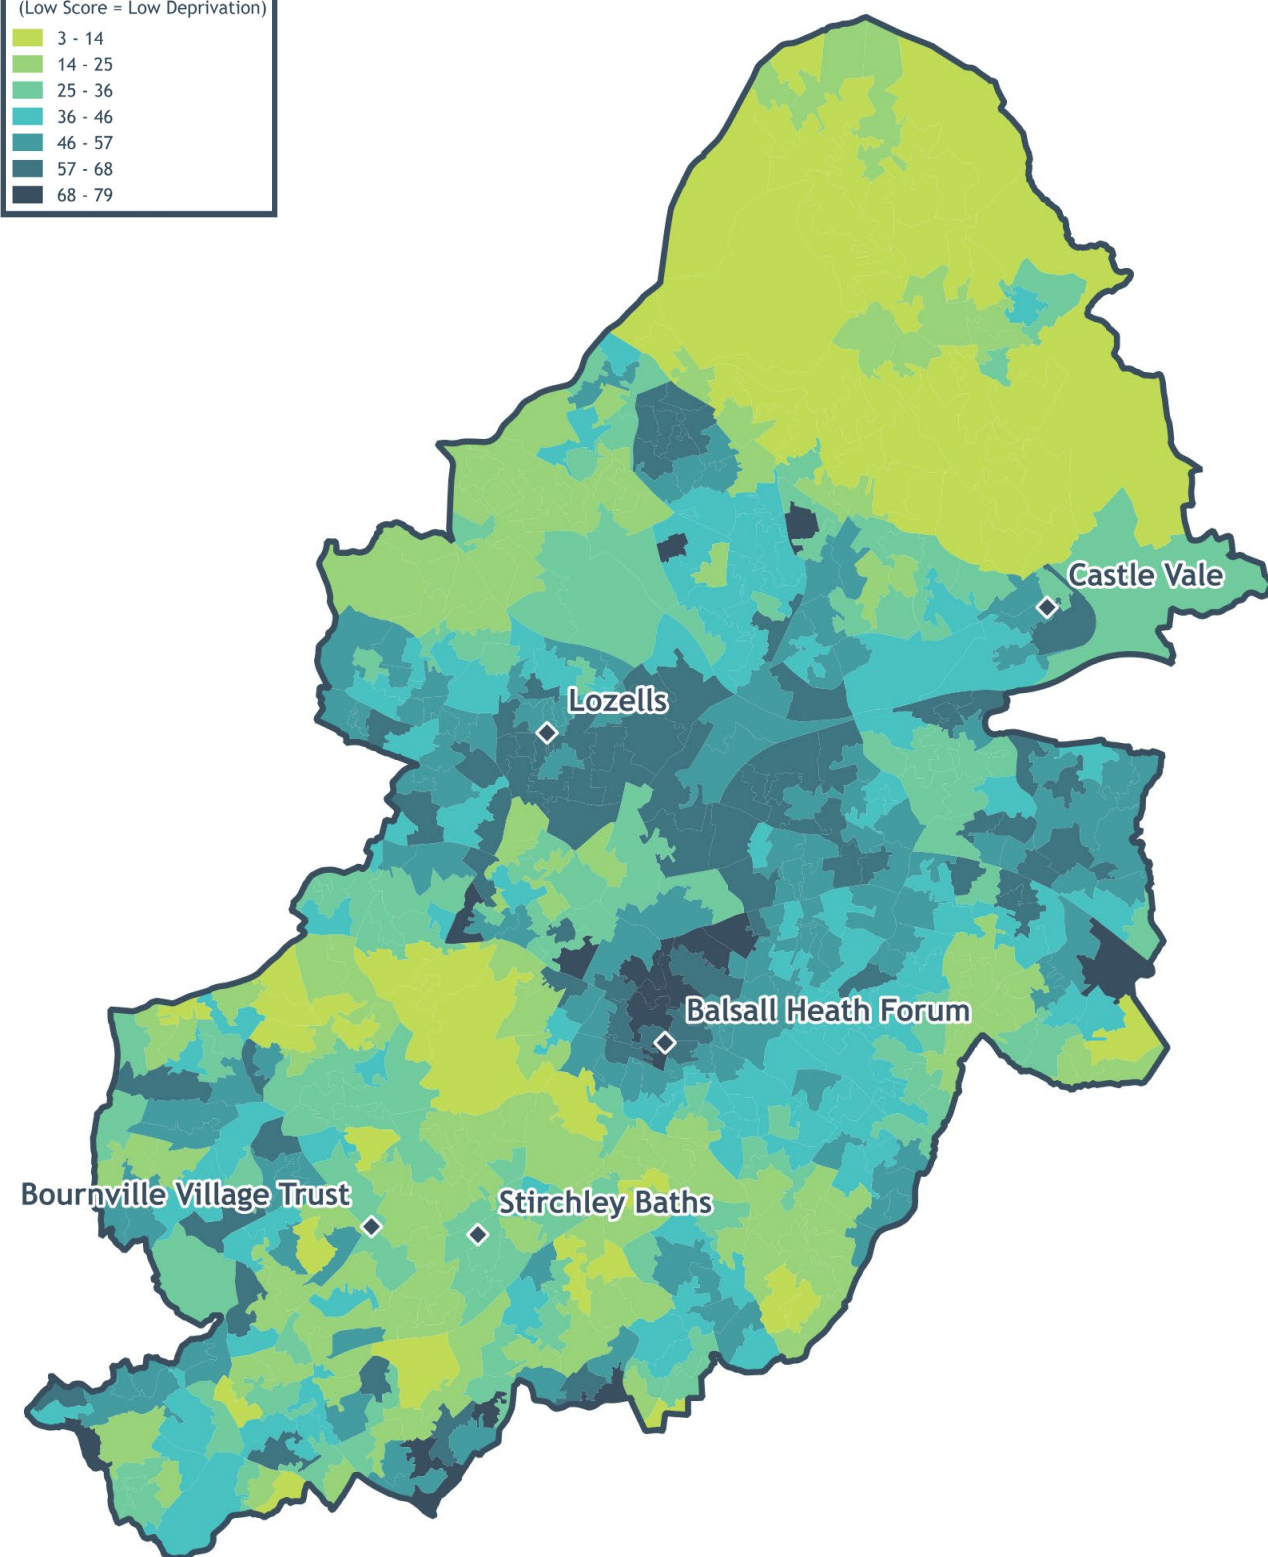 (Low Score = Low Deprivation)
3 - 14
14 - 25
25 - 36
36 - 46
46 - 57
57 - 68
68 - 79
Castle Vale
Lozells
Balsall Heath Forum
Bournville Village Trust
Stirchley Baths